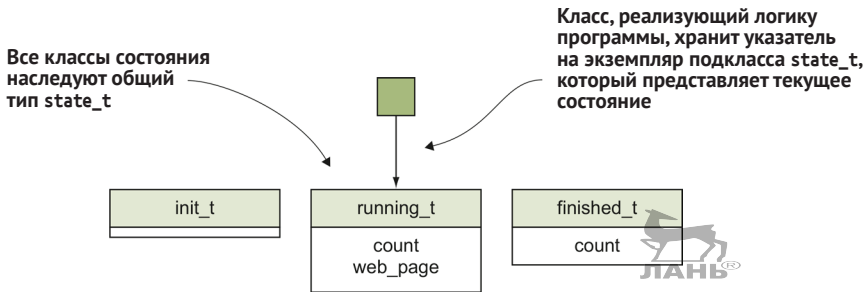 Класс, реализующий логику
программы, хранит указатель
на экземпляр подкласса state_t,
который представляет текущее
состояние
Все классы состояния
наследуют общий
тип state_t
init_t
running_t
finished_t
count
web_page
count
ЛАНЬ®